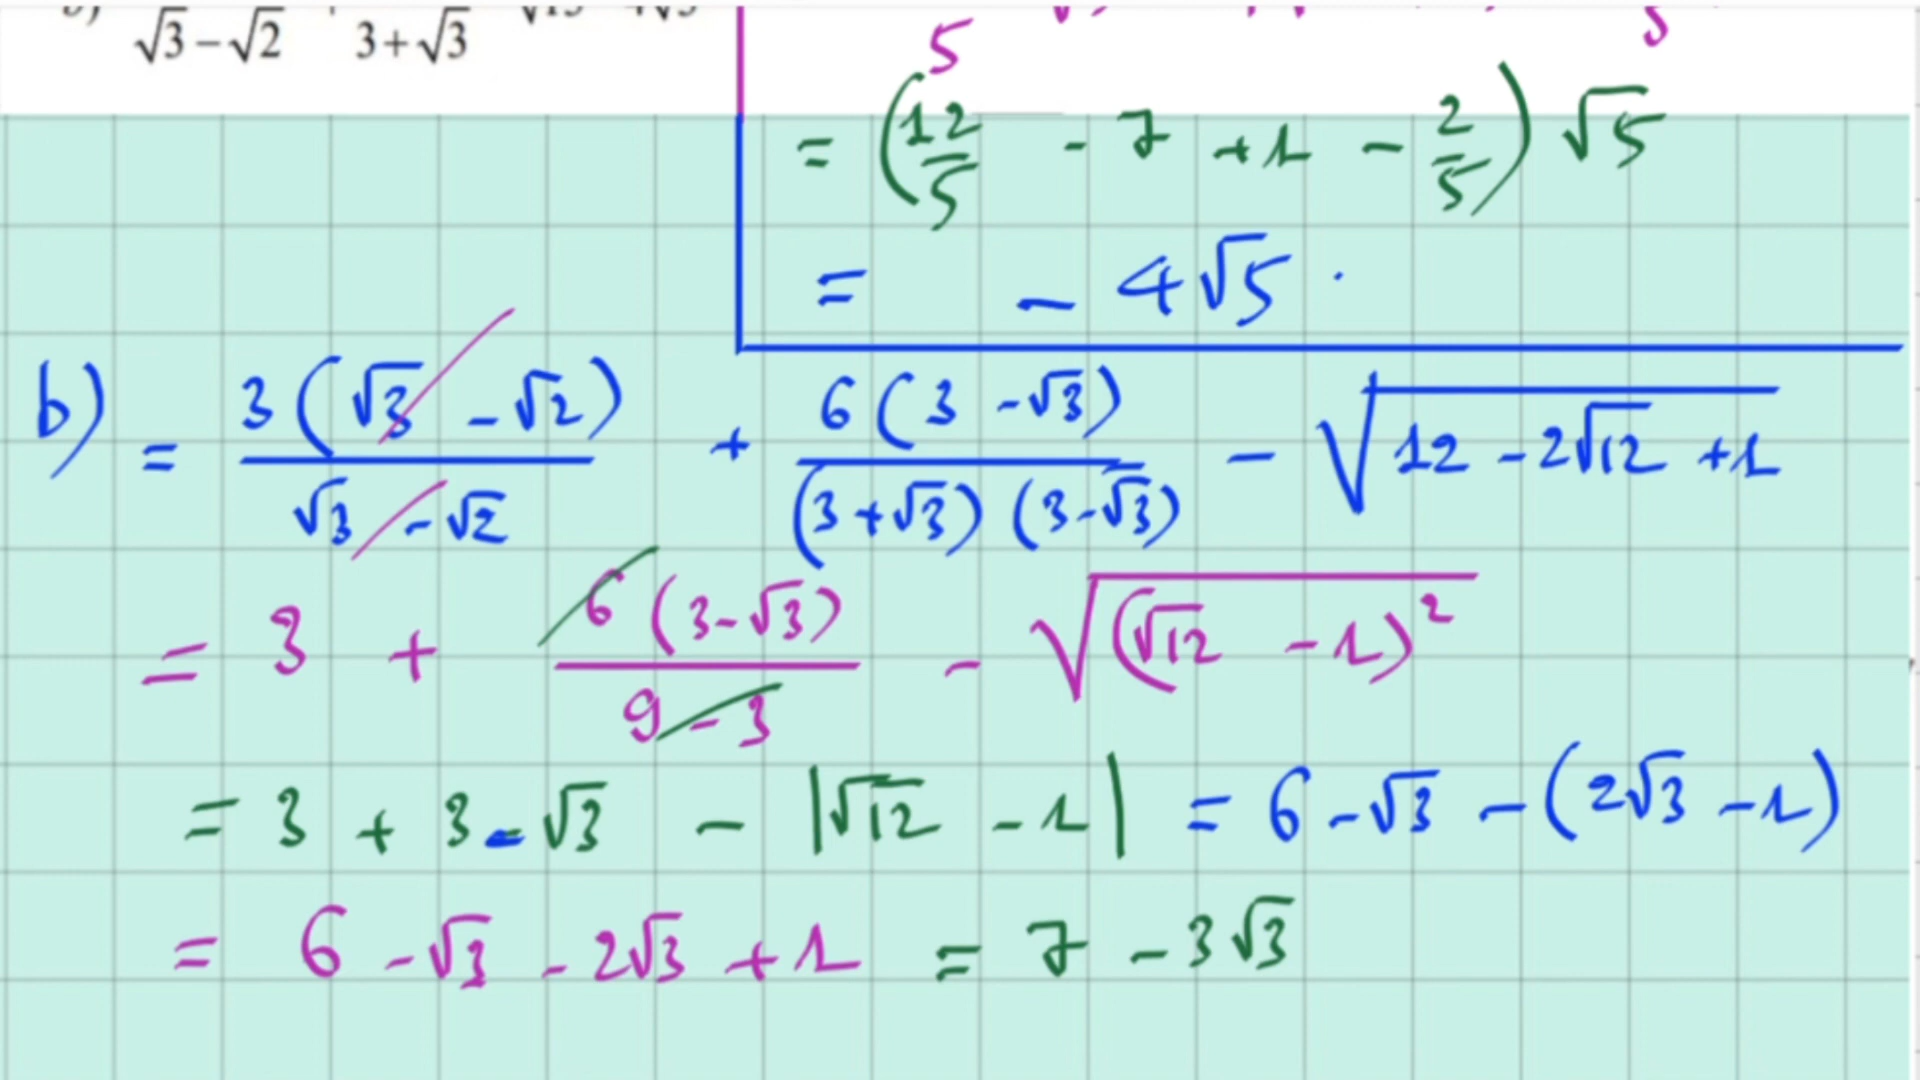 √3 − √2   3 + √3
5
= (12/5 - 7 + 1 - 2/5) √5
= - 4√5 .
b) = 3(√3 - √2)/(√3 - √2) + 6(3 - √3)/((3 + √3)(3 - √3)) - √(12 - 2√12 + 1)
= 3 + 6(3 - √3)/(9 - 3) - √((√12 - 1)²)
= 3 + 3 - √3 - |√12 - 1| = 6 - √3 - (2√3 - 1)
= 6 - √3 - 2√3 + 1 = 7 - 3√3